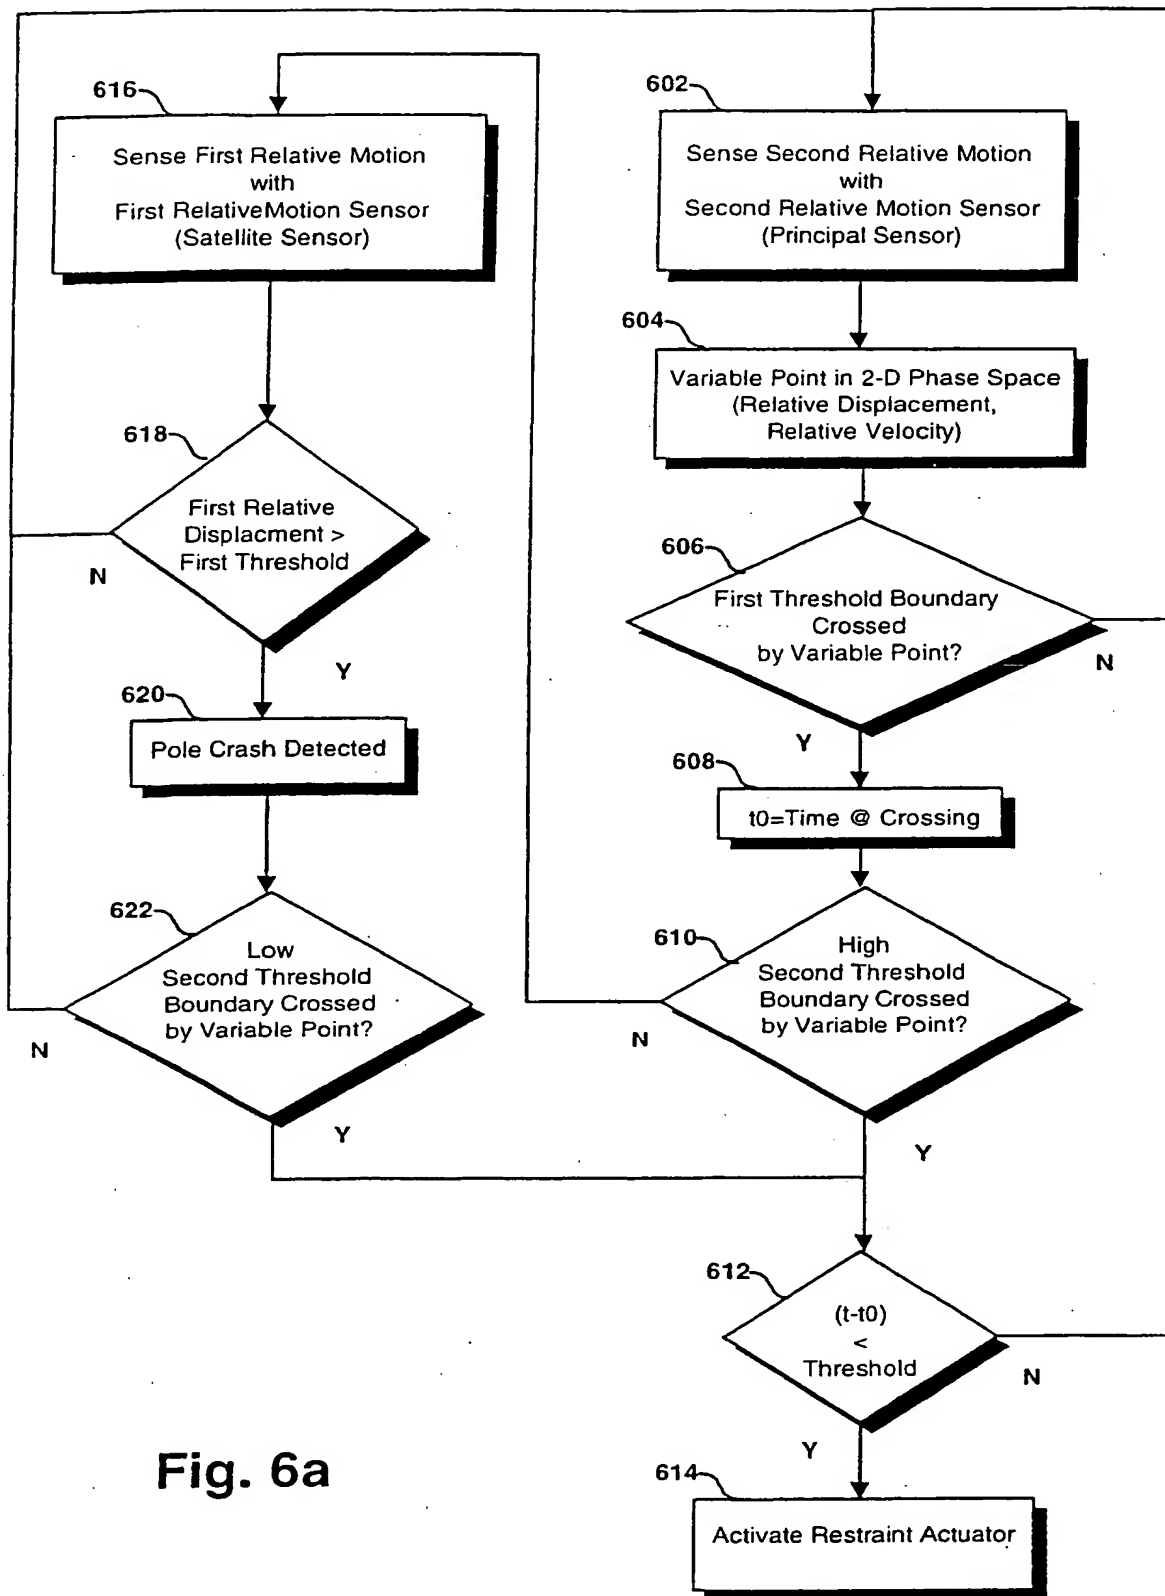 616
Sense First Relative Motion
with
First RelativeMotion Sensor
(Satellite Sensor)
618
First Relative
Displacment >
First Threshold
N
Y
620
Pole Crash Detected
622
Low
Second Threshold
Boundary Crossed
by Variable Point?
N
Y
602
Sense Second Relative Motion
with
Second Relative Motion Sensor
(Principal Sensor)
604
Variable Point in 2-D Phase Space
(Relative Displacement,
Relative Velocity)
606
First Threshold Boundary
Crossed
by Variable Point?
N
Y
608
t0=Time @ Crossing
610
High
Second Threshold
Boundary Crossed
by Variable Point?
N
Y
612
(t-t0)
<
Threshold
N
Y
614
Activate Restraint Actuator
Fig. 6a